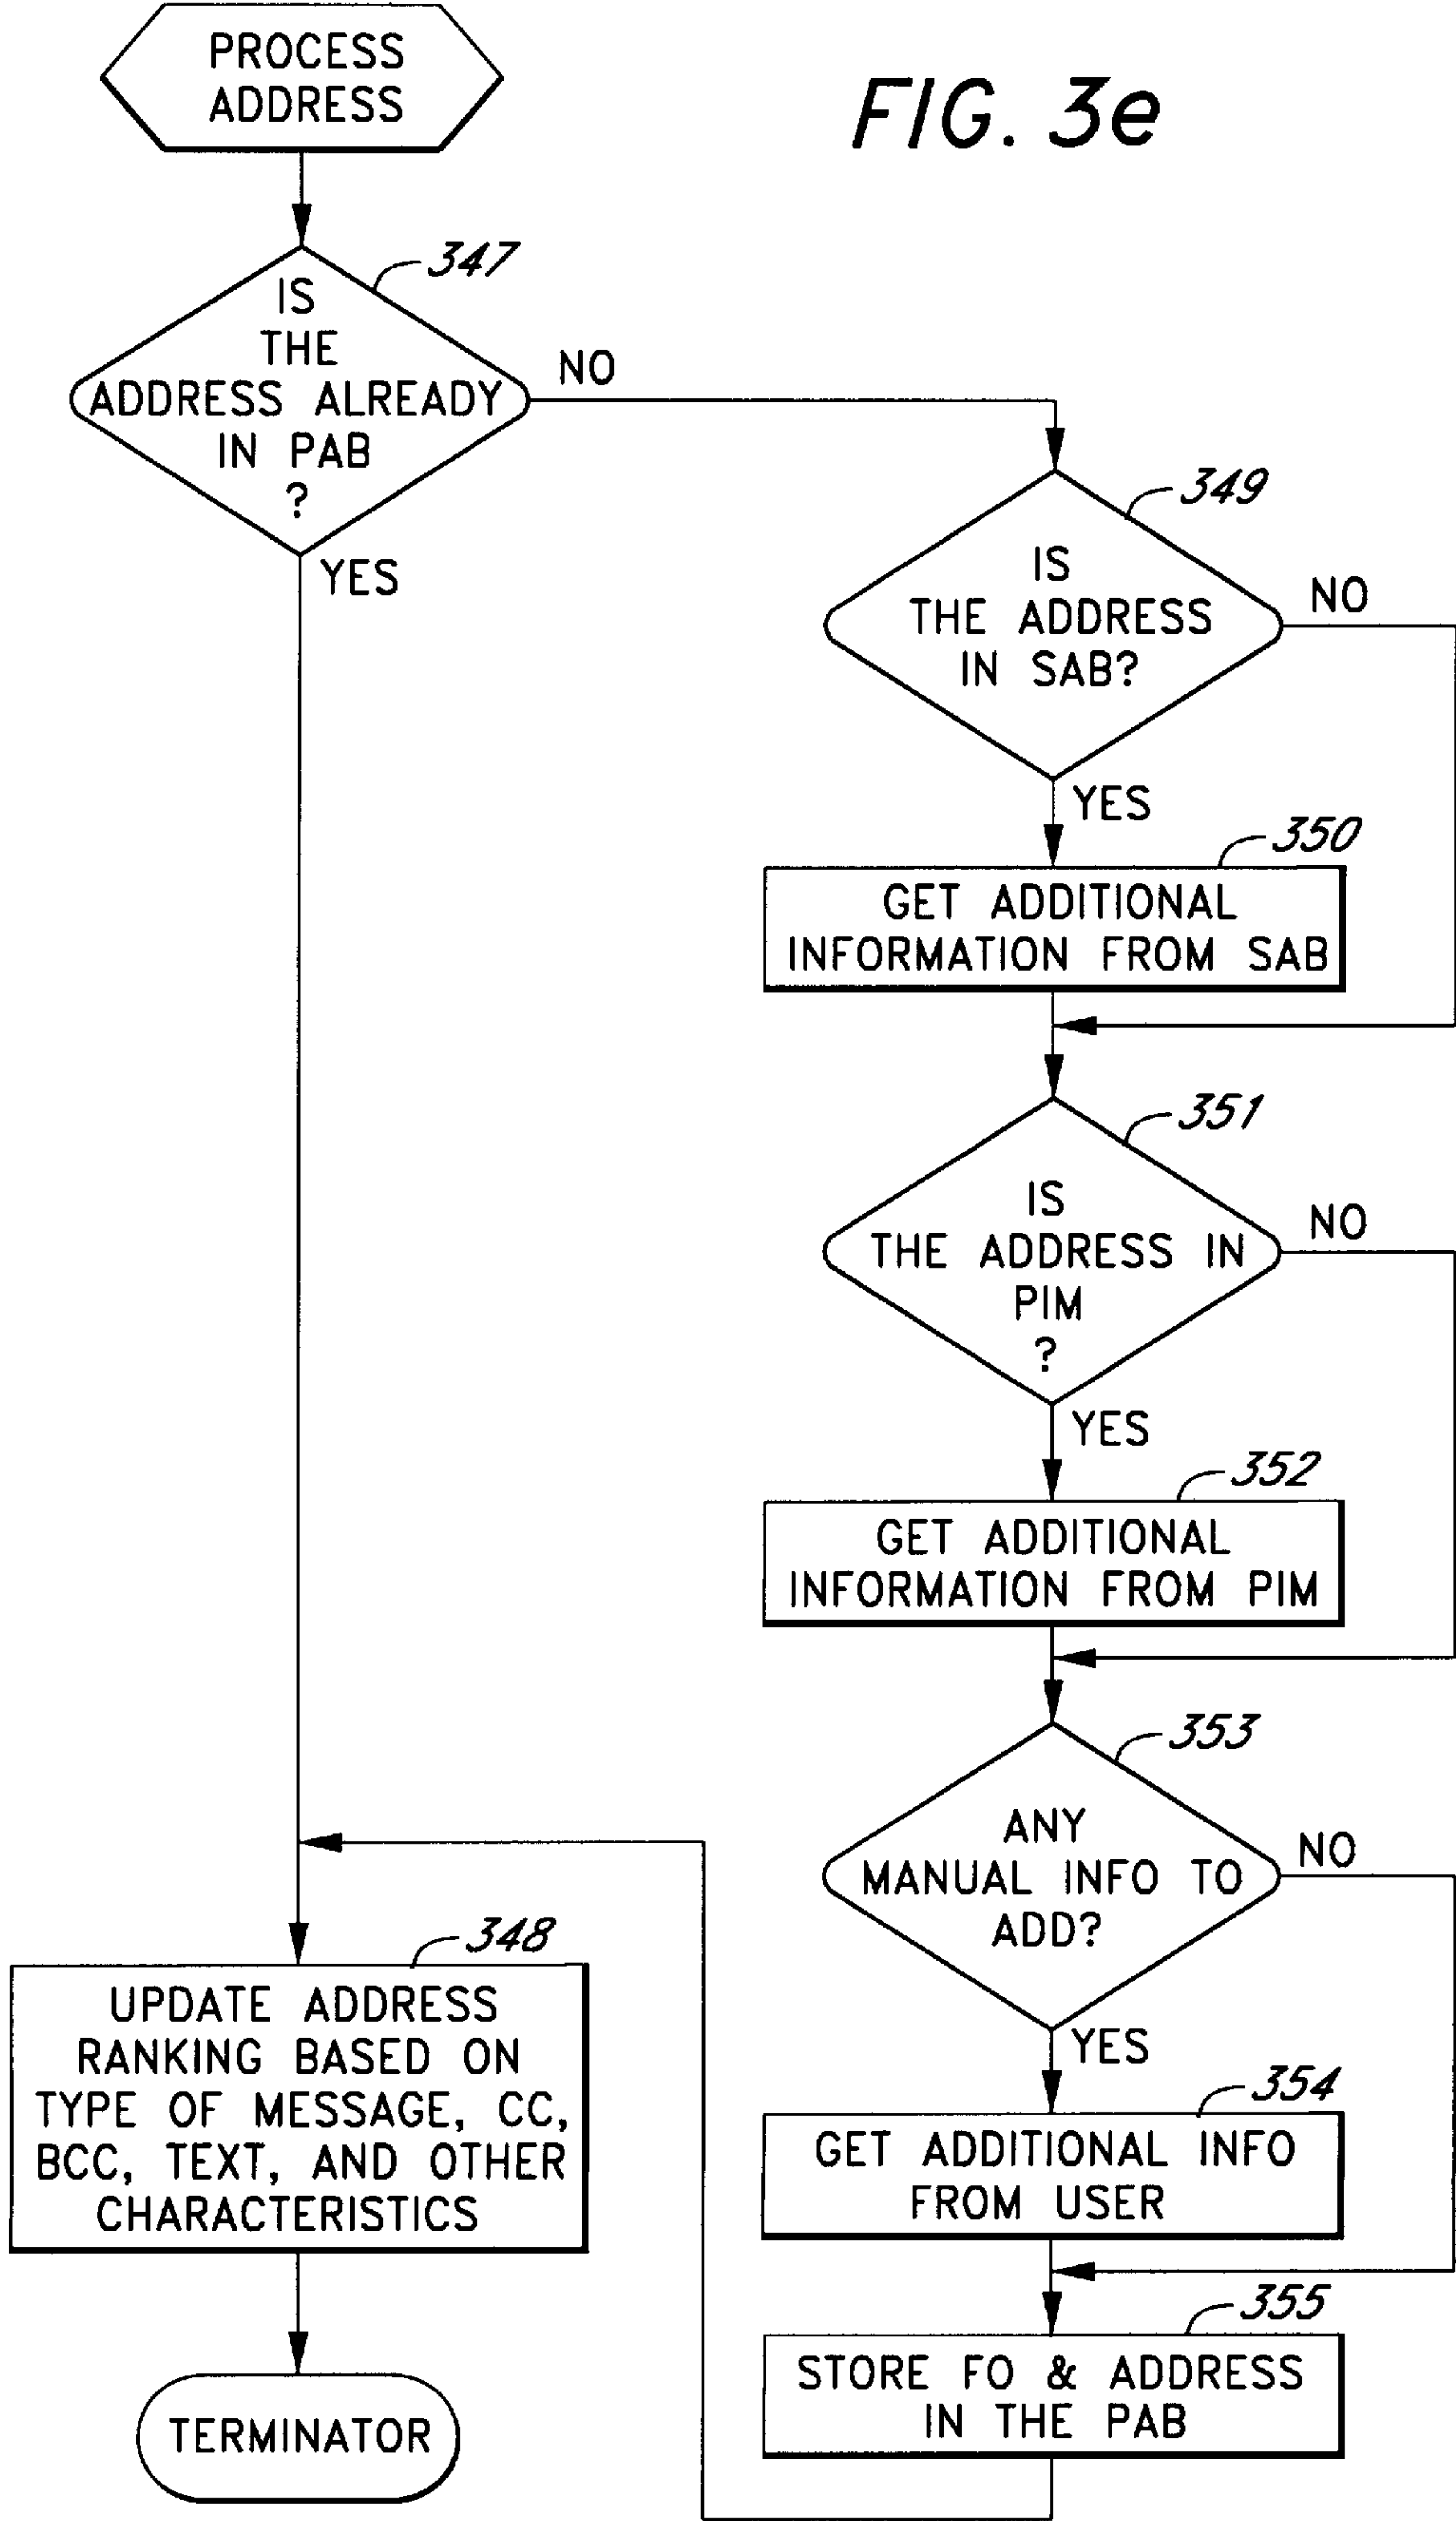 PROCESS
ADDRESS
FIG. 3e
347
IS
THE
ADDRESS ALREADY
IN PAB
?
NO
YES
349
IS
THE ADDRESS
IN SAB?
NO
YES
350
GET ADDITIONAL
INFORMATION FROM SAB
351
IS
THE ADDRESS IN
PIM
?
NO
YES
352
GET ADDITIONAL
INFORMATION FROM PIM
353
ANY
MANUAL INFO TO
ADD?
NO
YES
354
GET ADDITIONAL INFO
FROM USER
355
STORE FO & ADDRESS
IN THE PAB
348
UPDATE ADDRESS
RANKING BASED ON
TYPE OF MESSAGE, CC,
BCC, TEXT, AND OTHER
CHARACTERISTICS
TERMINATOR